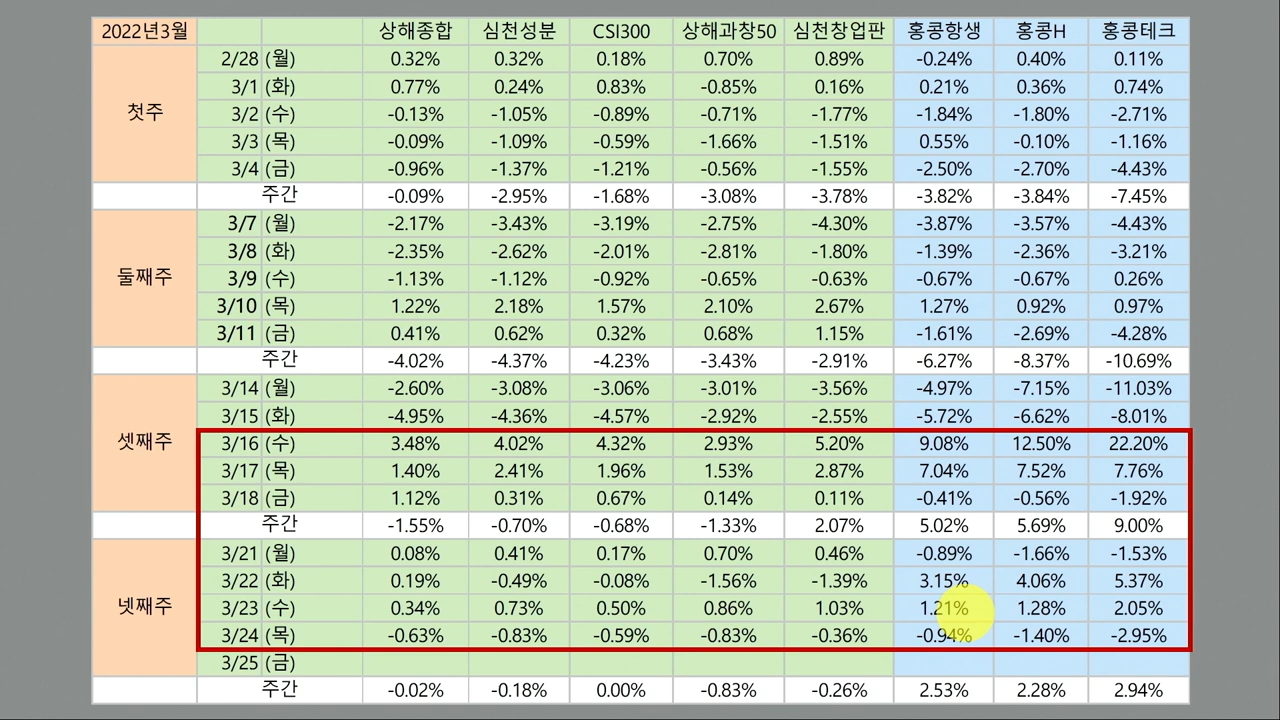 2022년3월 상해종합 심천성분 CSI300 상해과창50 심천창업판 홍콩항생 홍콩H 홍콩테크
2/28 (월) 0.32% 0.32% 0.18% 0.70% 0.89% -0.24% 0.40% 0.11%
3/1 (화) 0.77% 0.24% 0.83% -0.85% 0.16% 0.21% 0.36% 0.74%
첫주 3/2 (수) -0.13% -1.05% -0.89% -0.71% -1.77% -1.84% -1.80% -2.71%
3/3 (목) -0.09% -1.09% -0.59% -1.66% -1.51% 0.55% -0.10% -1.16%
3/4 (금) -0.96% -1.37% -1.21% -0.56% -1.55% -2.50% -2.70% -4.43%
주간 -0.09% -2.95% -1.68% -3.08% -3.78% -3.82% -3.84% -7.45%
3/7 (월) -2.17% -3.43% -3.19% -2.75% -4.30% -3.87% -3.57% -4.43%
3/8 (화) -2.35% -2.62% -2.01% -2.81% -1.80% -1.39% -2.36% -3.21%
둘째주 3/9 (수) -1.13% -1.12% -0.92% -0.65% -0.63% -0.67% -0.67% 0.26%
3/10 (목) 1.22% 2.18% 1.57% 2.10% 2.67% 1.27% 0.92% 0.97%
3/11 (금) 0.41% 0.62% 0.32% 0.68% 1.15% -1.61% -2.69% -4.28%
주간 -4.02% -4.37% -4.23% -3.43% -2.91% -6.27% -8.37% -10.69%
3/14 (월) -2.60% -3.08% -3.06% -3.01% -3.56% -4.97% -7.15% -11.03%
3/15 (화) -4.95% -4.36% -4.57% -2.92% -2.55% -5.72% -6.62% -8.01%
셋째주 3/16 (수) 3.48% 4.02% 4.32% 2.93% 5.20% 9.08% 12.50% 22.20%
3/17 (목) 1.40% 2.41% 1.96% 1.53% 2.87% 7.04% 7.52% 7.76%
3/18 (금) 1.12% 0.31% 0.67% 0.14% 0.11% -0.41% -0.56% -1.92%
주간 -1.55% -0.70% -0.68% -1.33% 2.07% 5.02% 5.69% 9.00%
3/21 (월) 0.08% 0.41% 0.17% 0.70% 0.46% -0.89% -1.66% -1.53%
3/22 (화) 0.19% -0.49% -0.08% -1.56% -1.39% 3.15% 4.06% 5.37%
넷째주 3/23 (수) 0.34% 0.73% 0.50% 0.86% 1.03% 1.21% 1.28% 2.05%
3/24 (목) -0.63% -0.83% -0.59% -0.83% -0.36% -0.94% -1.40% -2.95%
3/25 (금)
주간 -0.02% -0.18% 0.00% -0.83% -0.26% 2.53% 2.28% 2.94%